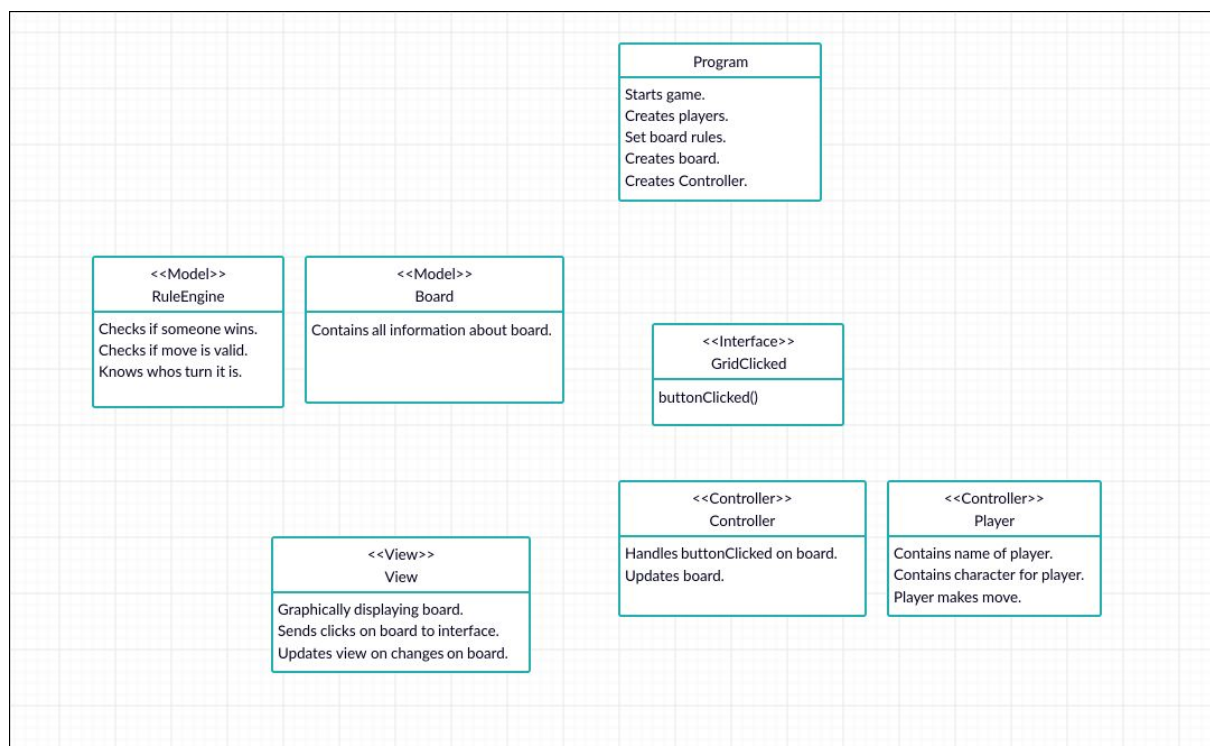 Program
Starts game.
Creates players.
Set board rules.
Creates board.
Creates Controller.
<<Model>>
RuleEngine
Checks if someone wins.
Checks if move is valid.
Knows whos turn it is.
<<Model>>
Board
Contains all information about board.
<<Interface>>
GridClicked
buttonClicked()
<<Controller>>
Controller
Handles buttonClicked on board.
Updates board.
<<Controller>>
Player
Contains name of player.
Contains character for player.
Player makes move.
<<View>>
View
Graphically displaying board.
Sends clicks on board to interface.
Updates view on changes on board.